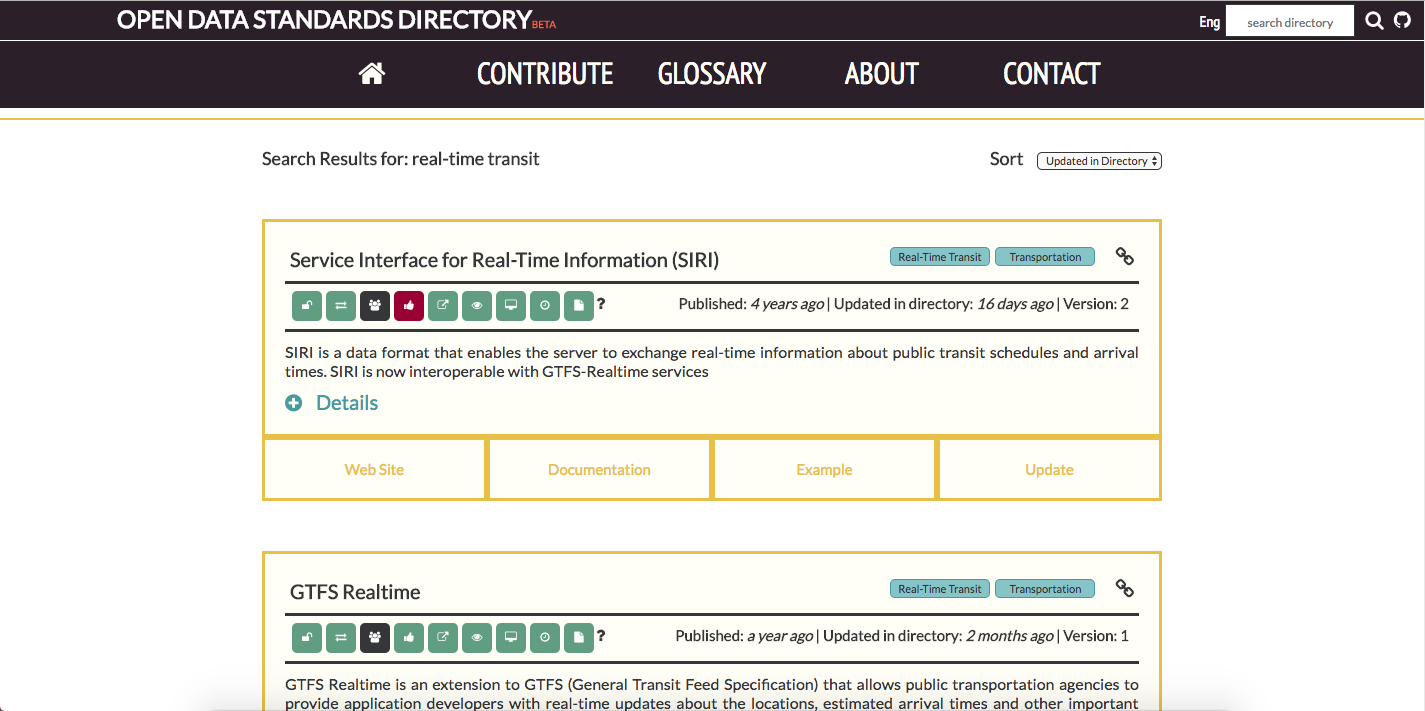 OPEN DATA STANDARDS DIRECTORY BETA
Eng search directory
CONTRIBUTE GLOSSARY ABOUT CONTACT
Search Results for: real-time transit
Sort Updated in Directory
Service Interface for Real-Time Information (SIRI)
Real-Time Transit Transportation
? Published: 4 years ago | Updated in directory: 16 days ago | Version: 2
SIRI is a data format that enables the server to exchange real-time information about public transit schedules and arrival
times. SIRI is now interoperable with GTFS-Realtime services
Details
Web Site Documentation Example Update
GTFS Realtime
Real-Time Transit Transportation
? Published: a year ago | Updated in directory: 2 months ago | Version: 1
GTFS Realtime is an extension to GTFS (General Transit Feed Specification) that allows public transportation agencies to
provide application developers with real-time updates about the locations, estimated arrival times and other important